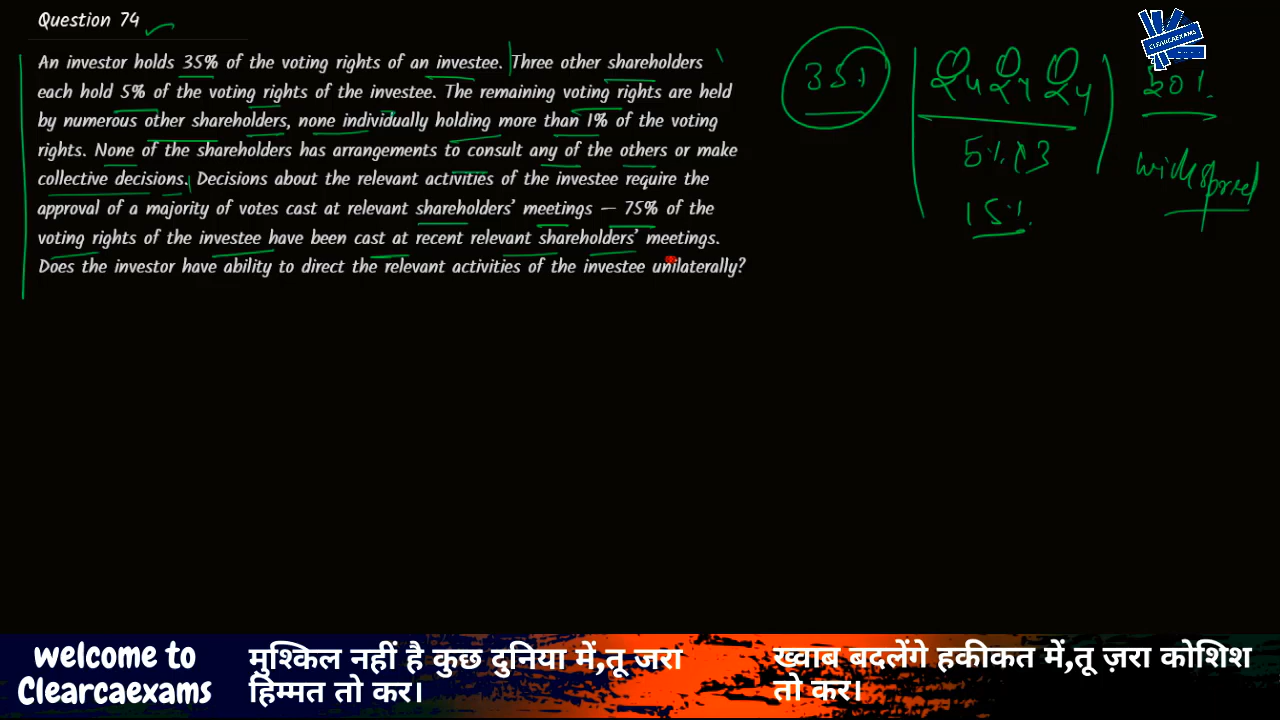 Question 74
An investor holds 35% of the voting rights of an investee. Three other shareholders
each hold 5% of the voting rights of the investee. The remaining voting rights are held
by numerous other shareholders, none individually holding more than 1% of the voting
rights. None of the shareholders has arrangements to consult any of the others or make
collective decisions. Decisions about the relevant activities of the investee require the
approval of a majority of votes cast at relevant shareholders' meetings — 75% of the
voting rights of the investee have been cast at recent relevant shareholders' meetings.
Does the investor have ability to direct the relevant activities of the investee unilaterally?
35%
5% x 3
15%
50%
CLEARCAEXAMS
welcome to
Clearcaexams
मुश्किल नहीं है कुछ दुनिया में,तू जरा
हिम्मत तो कर।
ख्वाब बदलेंगे हकीकत में,तू ज़रा कोशिश
तो कर।